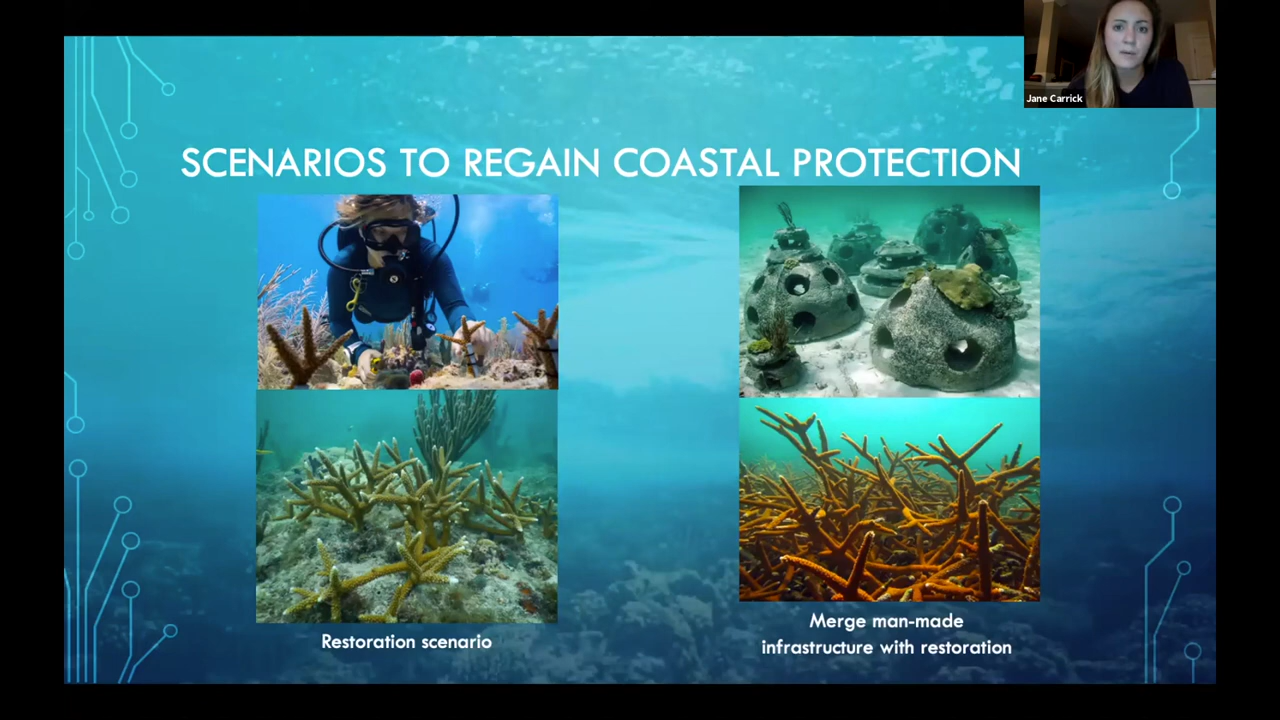 Jane Carrick
SCENARIOS TO REGAIN COASTAL PROTECTION
Restoration scenario
Merge man-made
infrastructure with restoration